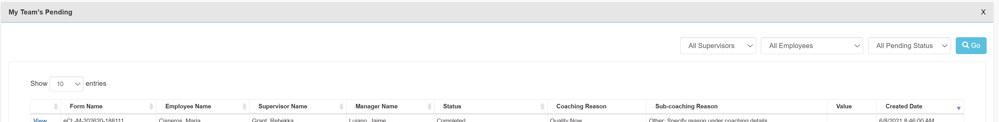 My Team's Pending X
All Supervisors All Employees All Pending Status Go
Show 10 entries
Form Name Employee Name Supervisor Name Manager Name Status Coaching Reason Sub-coaching Reason Value Created Date
View eCL-M-202620-188111 Cisneros, Maria Grant, Rebekka Lujano, Jaime Completed Quality Now Other: Specify reason under coaching details 6/8/2021 8:46:00 AM